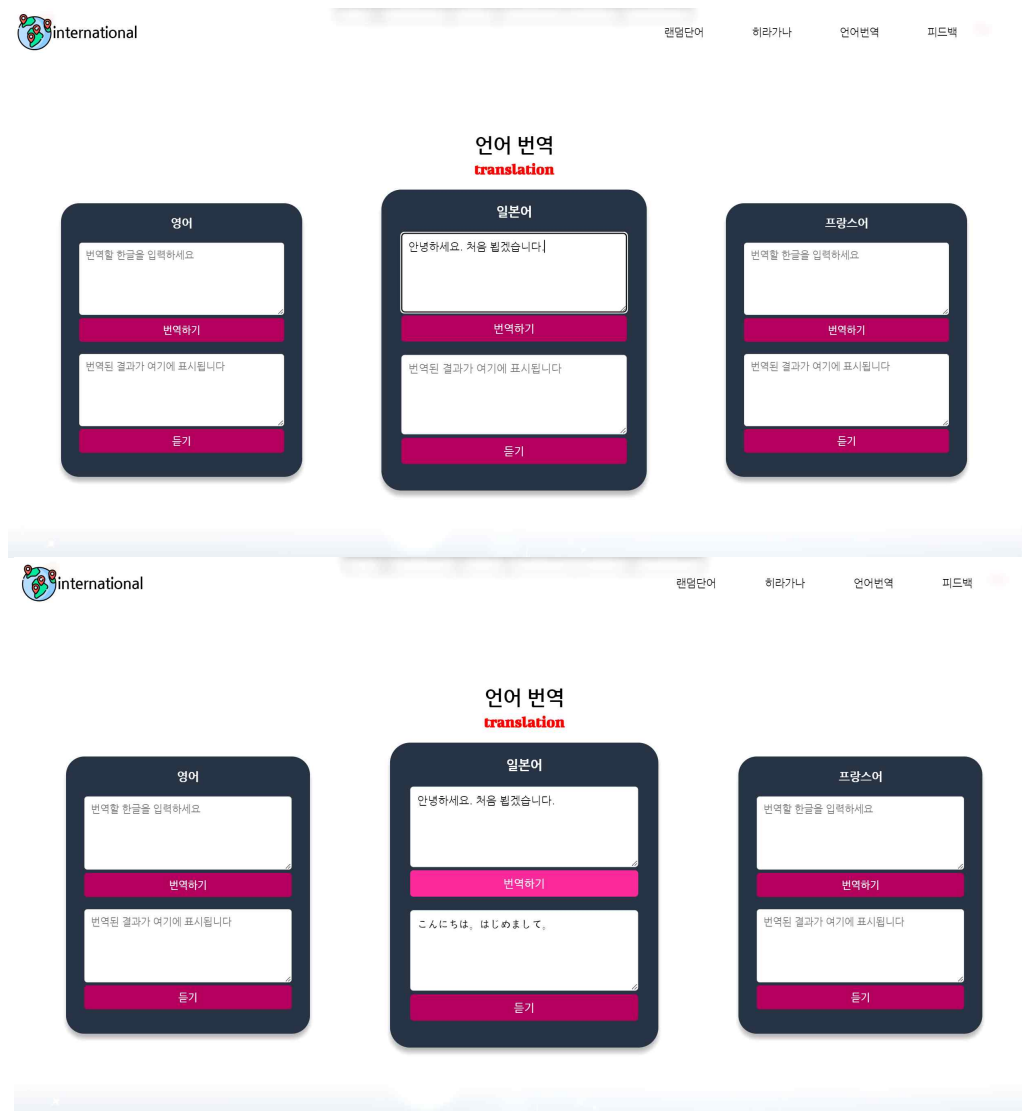 international
랜덤단어 히라가나 언어번역 피드백
언어 번역
translation
영어
번역할 한글을 입력하세요
번역하기
번역된 결과가 여기에 표시됩니다
듣기
일본어
안녕하세요. 처음 뵙겠습니다.
번역하기
번역된 결과가 여기에 표시됩니다
듣기
프랑스어
번역할 한글을 입력하세요
번역하기
번역된 결과가 여기에 표시됩니다
듣기
international
랜덤단어 히라가나 언어번역 피드백
언어 번역
translation
영어
번역할 한글을 입력하세요
번역하기
번역된 결과가 여기에 표시됩니다
듣기
일본어
안녕하세요. 처음 뵙겠습니다.
번역하기
こんにちは。はじめまして。
듣기
프랑스어
번역할 한글을 입력하세요
번역하기
번역된 결과가 여기에 표시됩니다
듣기